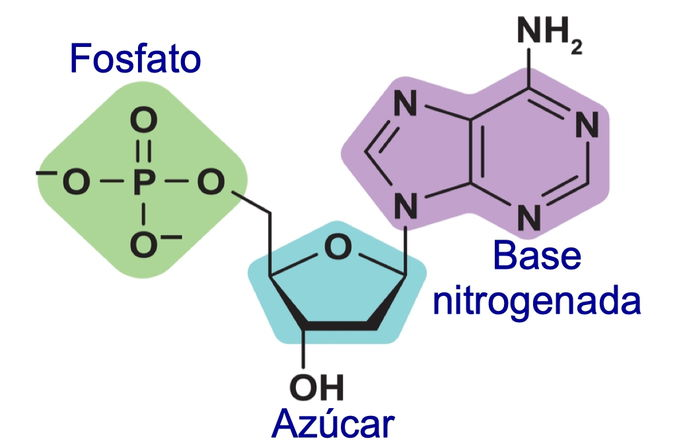 Fosfato
NH₂
O
⁻O–P–O
O⁻
N
N
N
N
O
Base
nitrogenada
OH
Azúcar